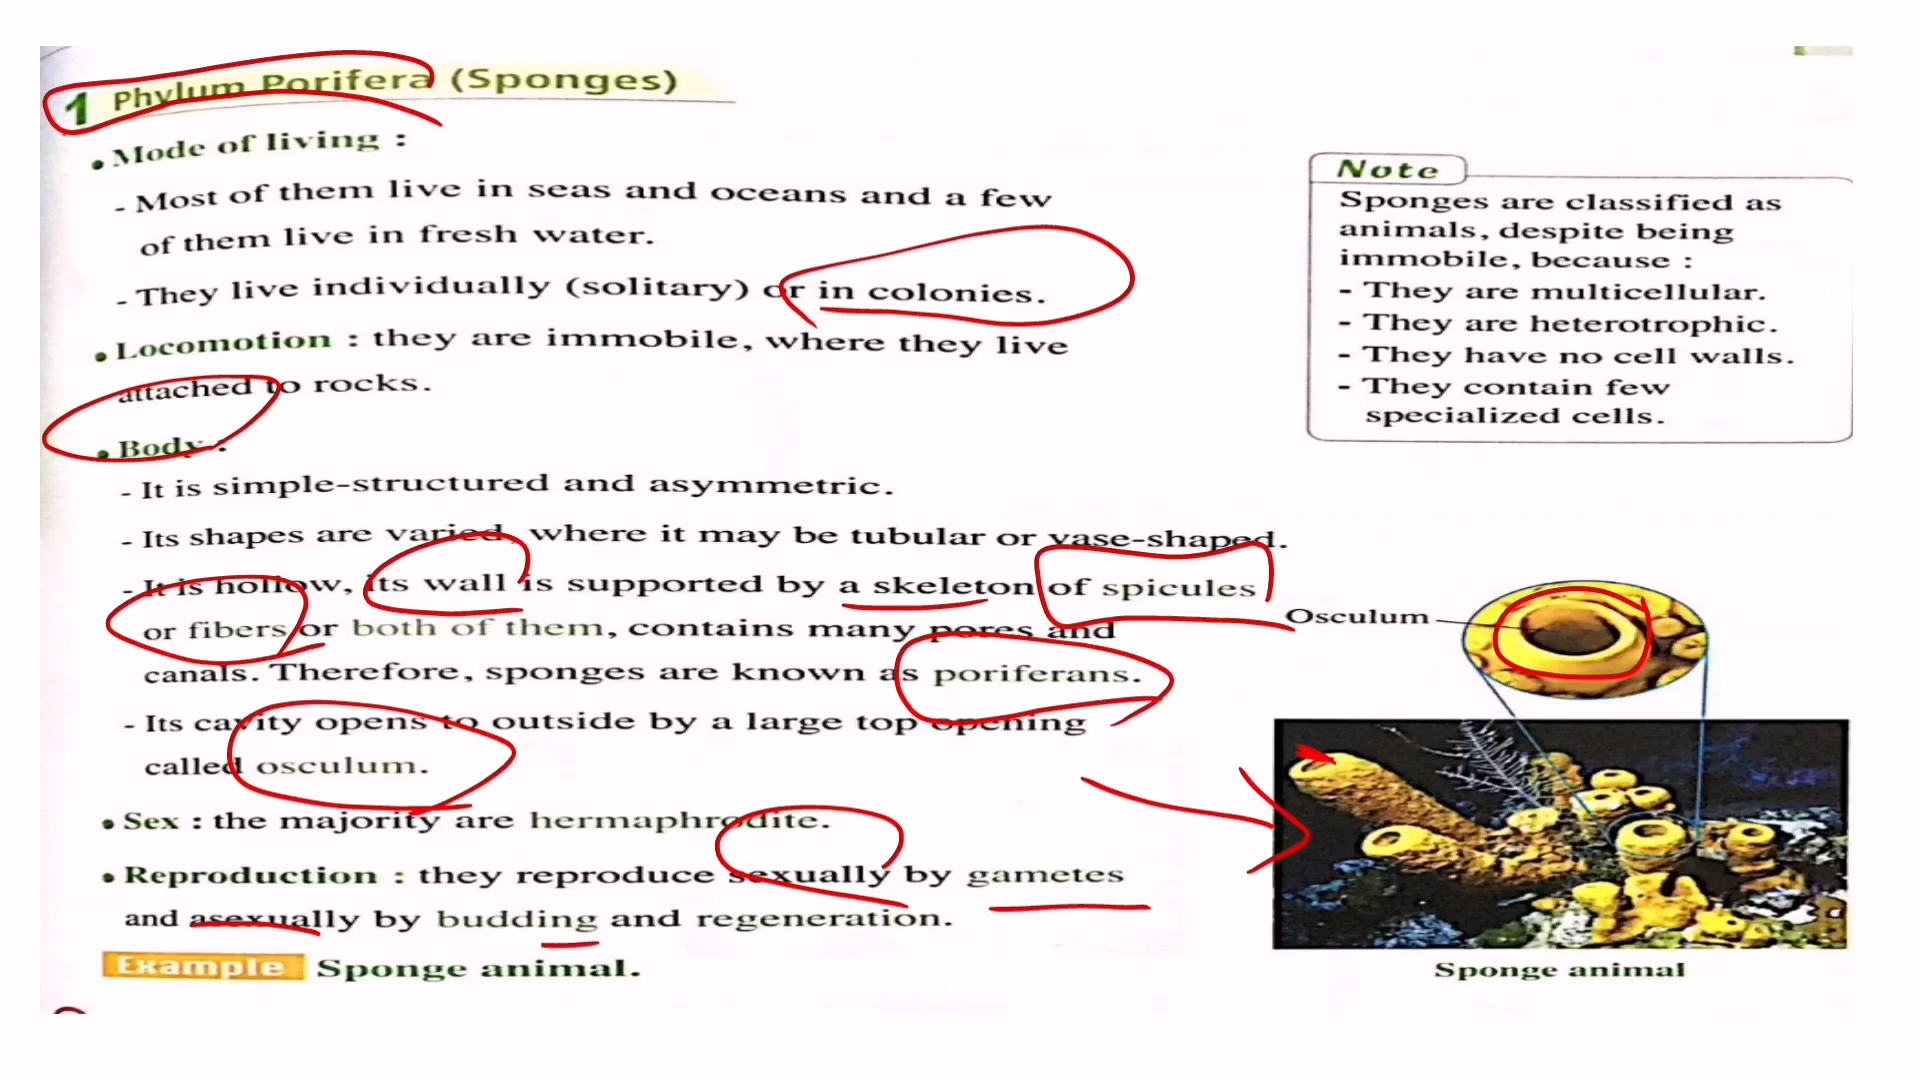 1 Phylum Porifera (Sponges)
• Mode of living :
- Most of them live in seas and oceans and a few
of them live in fresh water.
- They live individually (solitary) or in colonies.
• Locomotion : they are immobile, where they live
attached to rocks.
• Body :
- It is simple-structured and asymmetric.
- Its shapes are varied, where it may be tubular or vase-shaped.
- It is hollow, its wall is supported by a skeleton of spicules
or fibers or both of them, contains many pores and
canals. Therefore, sponges are known as poriferans.
- Its cavity opens to outside by a large top opening
called osculum.
• Sex : the majority are hermaphrodite.
• Reproduction : they reproduce sexually by gametes
and asexually by budding and regeneration.
Example Sponge animal.
Note
Sponges are classified as
animals, despite being
immobile, because :
- They are multicellular.
- They are heterotrophic.
- They have no cell walls.
- They contain few
specialized cells.
Osculum
Sponge animal